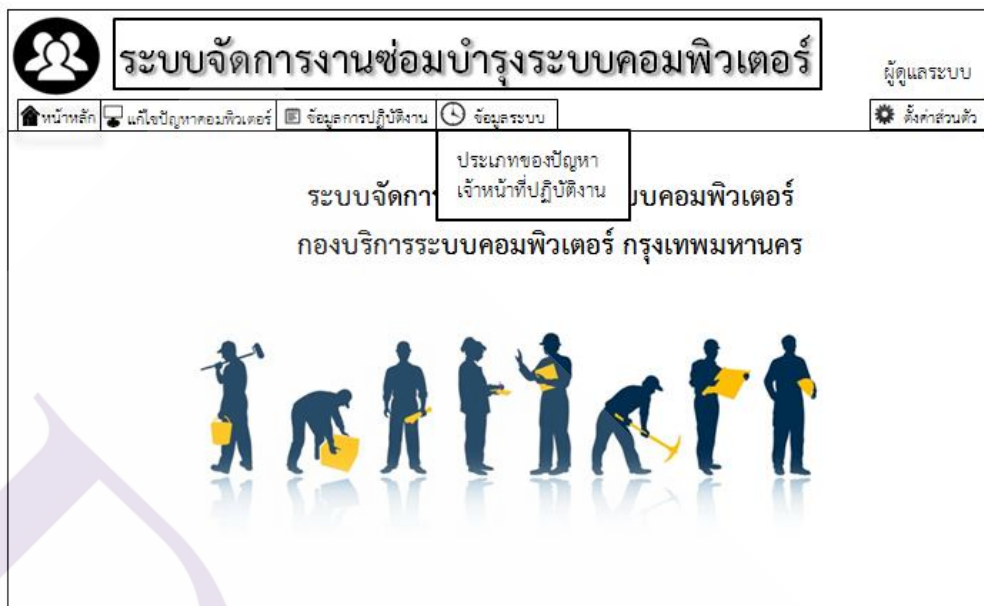 ระบบจัดการงานซ่อมบำรุงระบบคอมพิวเตอร์
ผู้ดูแลระบบ
หน้าหลัก แก้ไขปัญหาคอมพิวเตอร์ ข้อมูลการปฏิบัติงาน ข้อมูลระบบ ตั้งค่าส่วนตัว
ประเภทของปัญหา
เจ้าหน้าที่ปฏิบัติงาน
ระบบจัดกา บบคอมพิวเตอร์
กองบริการระบบคอมพิวเตอร์ กรุงเทพมหานคร